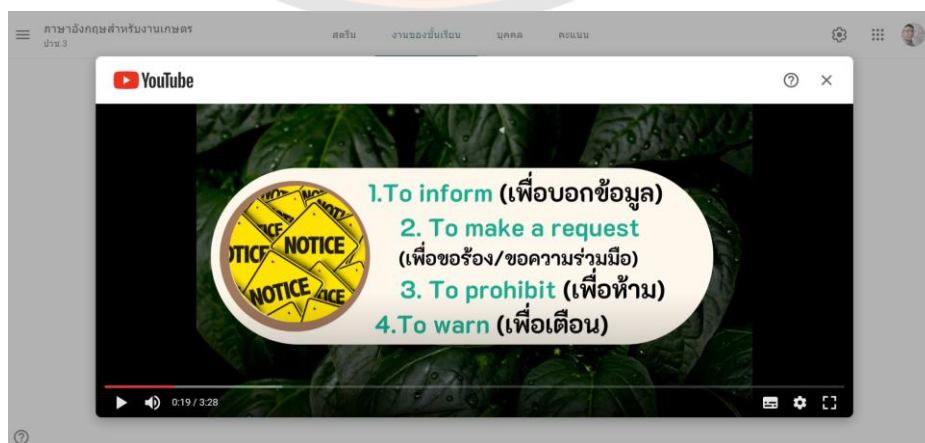 ภาษาอังกฤษสำหรับงานเกษตร
ปวช.3
สตรีม งานของชั้นเรียน บุคคล คะแนน
YouTube
1.To inform (เพื่อบอกข้อมูล)
2. To make a request
(เพื่อขอร้อง/ขอความร่วมมือ)
3. To prohibit (เพื่อห้าม)
4.To warn (เพื่อเตือน)
NOTICE
NOTICE
0:19 / 3:28